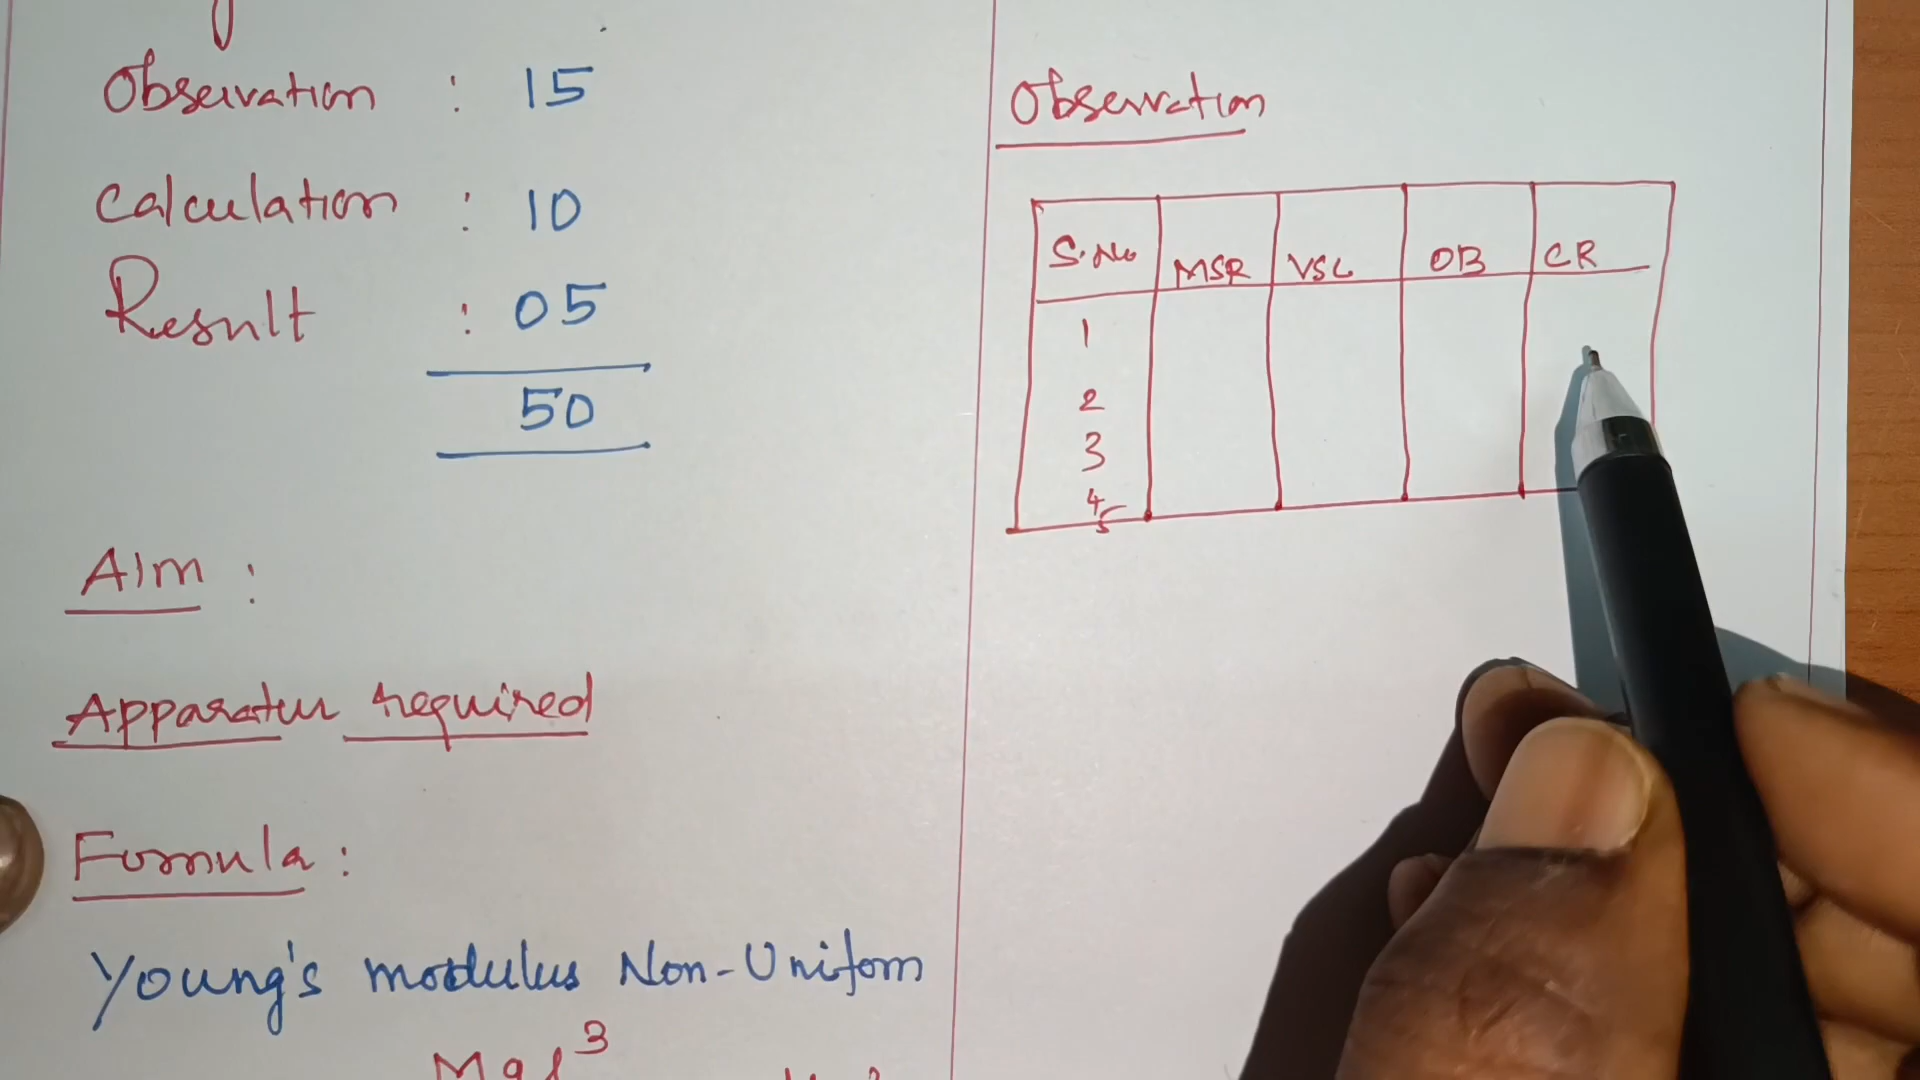 Observation : 15
Calculation : 10
Result : 05
50
Aim :
Apparatus required
Formula :
Young's modulus Non-Uniform
Mgl³
Observation
S.No MSR VSC OB CR
1
2
3
4
5